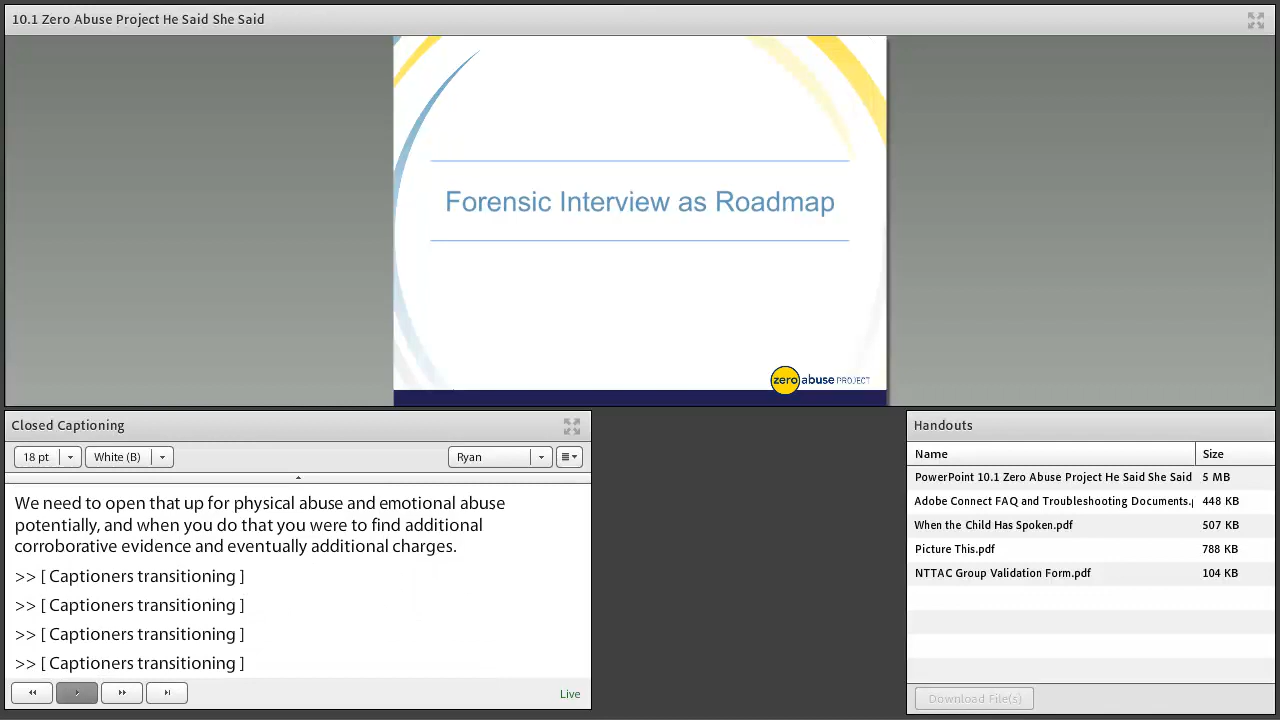 10.1 Zero Abuse Project He Said She Said
Forensic Interview as Roadmap
zero abuse PROJECT
Closed Captioning
18 pt
White (B)
Ryan
We need to open that up for physical abuse and emotional abuse
potentially, and when you do that you were to find additional
corroborative evidence and eventually additional charges.
>> [ Captioners transitioning ]
>> [ Captioners transitioning ]
>> [ Captioners transitioning ]
>> [ Captioners transitioning ]
Live
Handouts
Name Size
PowerPoint 10.1 Zero Abuse Project He Said She Said 5 MB
Adobe Connect FAQ and Troubleshooting Documents.p 448 KB
When the Child Has Spoken.pdf 507 KB
Picture This.pdf 788 KB
NTTAC Group Validation Form.pdf 104 KB
Download File(s)